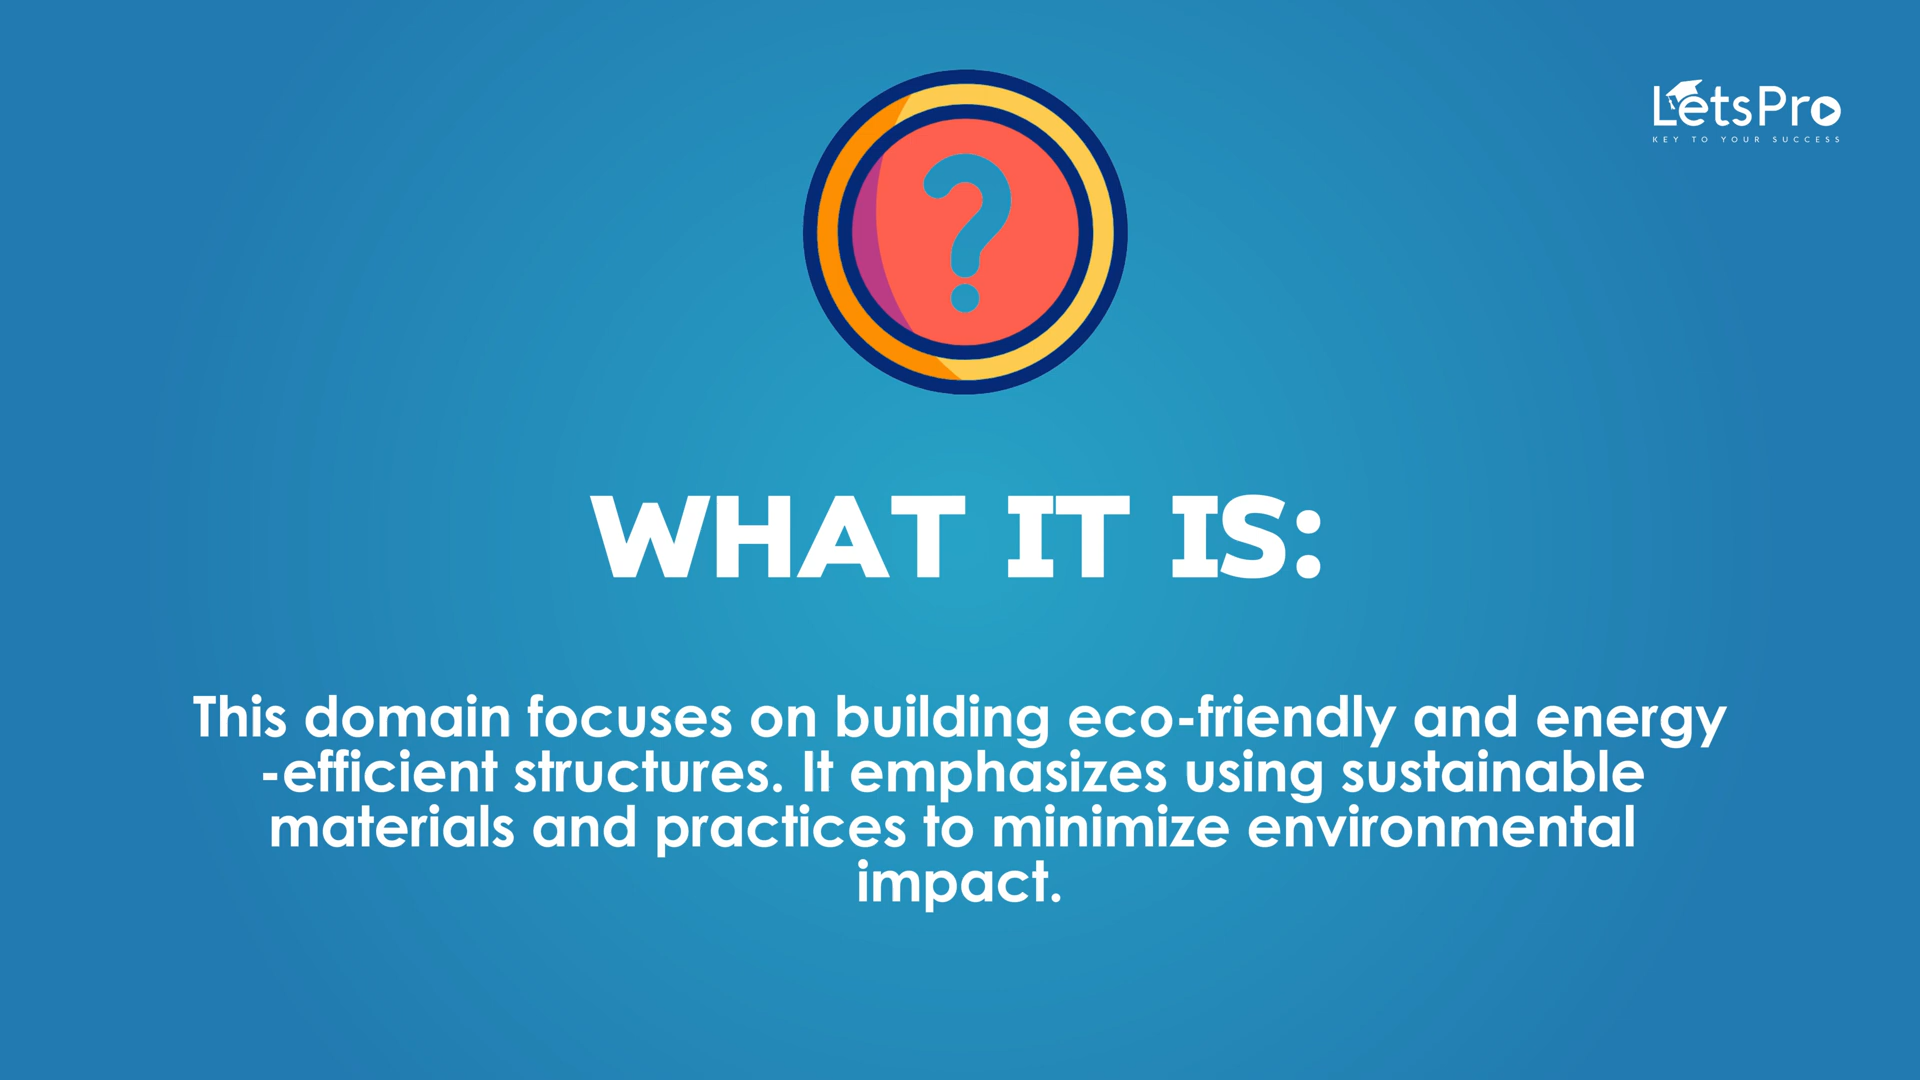 LetsPro
KEY TO YOUR SUCCESS
?
WHAT IT IS:
This domain focuses on building eco-friendly and energy
-efficient structures. It emphasizes using sustainable
materials and practices to minimize environmental
impact.